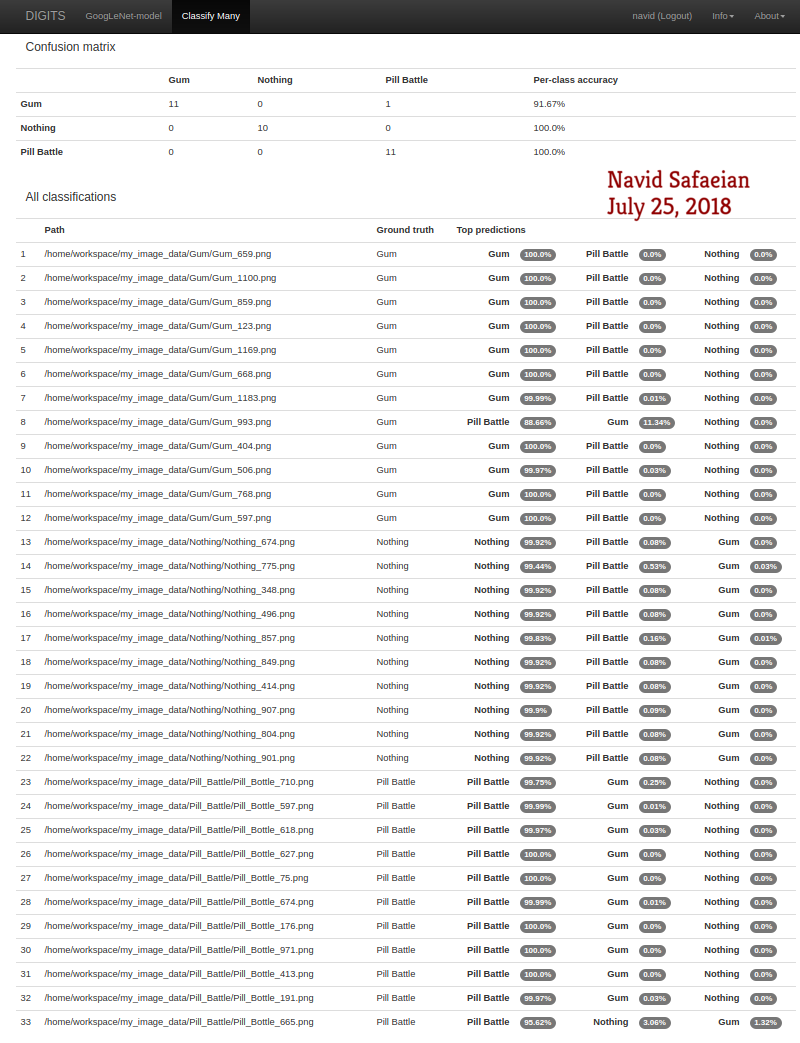 DIGITS GoogLeNet-model Classify Many navid (Logout) Info About
Confusion matrix
Gum Nothing Pill Battle Per-class accuracy
Gum 11 0 1 91.67%
Nothing 0 10 0 100.0%
Pill Battle 0 0 11 100.0%
Navid Safaeian
All classifications
July 25, 2018
Path Ground truth Top predictions
1 /home/workspace/my_image_data/Gum/Gum_659.png Gum Gum 100.0% Pill Battle 0.0% Nothing 0.0%
2 /home/workspace/my_image_data/Gum/Gum_1100.png Gum Gum 100.0% Pill Battle 0.0% Nothing 0.0%
3 /home/workspace/my_image_data/Gum/Gum_859.png Gum Gum 100.0% Pill Battle 0.0% Nothing 0.0%
4 /home/workspace/my_image_data/Gum/Gum_123.png Gum Gum 100.0% Pill Battle 0.0% Nothing 0.0%
5 /home/workspace/my_image_data/Gum/Gum_1169.png Gum Gum 100.0% Pill Battle 0.0% Nothing 0.0%
6 /home/workspace/my_image_data/Gum/Gum_668.png Gum Gum 100.0% Pill Battle 0.0% Nothing 0.0%
7 /home/workspace/my_image_data/Gum/Gum_1183.png Gum Gum 99.99% Pill Battle 0.01% Nothing 0.0%
8 /home/workspace/my_image_data/Gum/Gum_993.png Gum Pill Battle 88.66% Gum 11.34% Nothing 0.0%
9 /home/workspace/my_image_data/Gum/Gum_404.png Gum Gum 100.0% Pill Battle 0.0% Nothing 0.0%
10 /home/workspace/my_image_data/Gum/Gum_506.png Gum Gum 99.97% Pill Battle 0.03% Nothing 0.0%
11 /home/workspace/my_image_data/Gum/Gum_768.png Gum Gum 100.0% Pill Battle 0.0% Nothing 0.0%
12 /home/workspace/my_image_data/Gum/Gum_597.png Gum Gum 100.0% Pill Battle 0.0% Nothing 0.0%
13 /home/workspace/my_image_data/Nothing/Nothing_674.png Nothing Nothing 99.92% Pill Battle 0.08% Gum 0.0%
14 /home/workspace/my_image_data/Nothing/Nothing_775.png Nothing Nothing 99.44% Pill Battle 0.53% Gum 0.03%
15 /home/workspace/my_image_data/Nothing/Nothing_348.png Nothing Nothing 99.92% Pill Battle 0.08% Gum 0.0%
16 /home/workspace/my_image_data/Nothing/Nothing_496.png Nothing Nothing 99.92% Pill Battle 0.08% Gum 0.0%
17 /home/workspace/my_image_data/Nothing/Nothing_857.png Nothing Nothing 99.83% Pill Battle 0.16% Gum 0.01%
18 /home/workspace/my_image_data/Nothing/Nothing_849.png Nothing Nothing 99.92% Pill Battle 0.08% Gum 0.0%
19 /home/workspace/my_image_data/Nothing/Nothing_414.png Nothing Nothing 99.92% Pill Battle 0.08% Gum 0.0%
20 /home/workspace/my_image_data/Nothing/Nothing_907.png Nothing Nothing 99.9% Pill Battle 0.09% Gum 0.0%
21 /home/workspace/my_image_data/Nothing/Nothing_804.png Nothing Nothing 99.92% Pill Battle 0.08% Gum 0.0%
22 /home/workspace/my_image_data/Nothing/Nothing_901.png Nothing Nothing 99.92% Pill Battle 0.08% Gum 0.0%
23 /home/workspace/my_image_data/Pill_Battle/Pill_Bottle_710.png Pill Battle Pill Battle 99.75% Gum 0.25% Nothing 0.0%
24 /home/workspace/my_image_data/Pill_Battle/Pill_Bottle_597.png Pill Battle Pill Battle 99.99% Gum 0.01% Nothing 0.0%
25 /home/workspace/my_image_data/Pill_Battle/Pill_Bottle_618.png Pill Battle Pill Battle 99.97% Gum 0.03% Nothing 0.0%
26 /home/workspace/my_image_data/Pill_Battle/Pill_Bottle_627.png Pill Battle Pill Battle 100.0% Gum 0.0% Nothing 0.0%
27 /home/workspace/my_image_data/Pill_Battle/Pill_Bottle_75.png Pill Battle Pill Battle 100.0% Gum 0.0% Nothing 0.0%
28 /home/workspace/my_image_data/Pill_Battle/Pill_Bottle_674.png Pill Battle Pill Battle 99.99% Gum 0.01% Nothing 0.0%
29 /home/workspace/my_image_data/Pill_Battle/Pill_Bottle_176.png Pill Battle Pill Battle 100.0% Gum 0.0% Nothing 0.0%
30 /home/workspace/my_image_data/Pill_Battle/Pill_Bottle_971.png Pill Battle Pill Battle 100.0% Gum 0.0% Nothing 0.0%
31 /home/workspace/my_image_data/Pill_Battle/Pill_Bottle_413.png Pill Battle Pill Battle 100.0% Gum 0.0% Nothing 0.0%
32 /home/workspace/my_image_data/Pill_Battle/Pill_Bottle_191.png Pill Battle Pill Battle 99.97% Gum 0.03% Nothing 0.0%
33 /home/workspace/my_image_data/Pill_Battle/Pill_Bottle_665.png Pill Battle Pill Battle 95.62% Nothing 3.06% Gum 1.32%